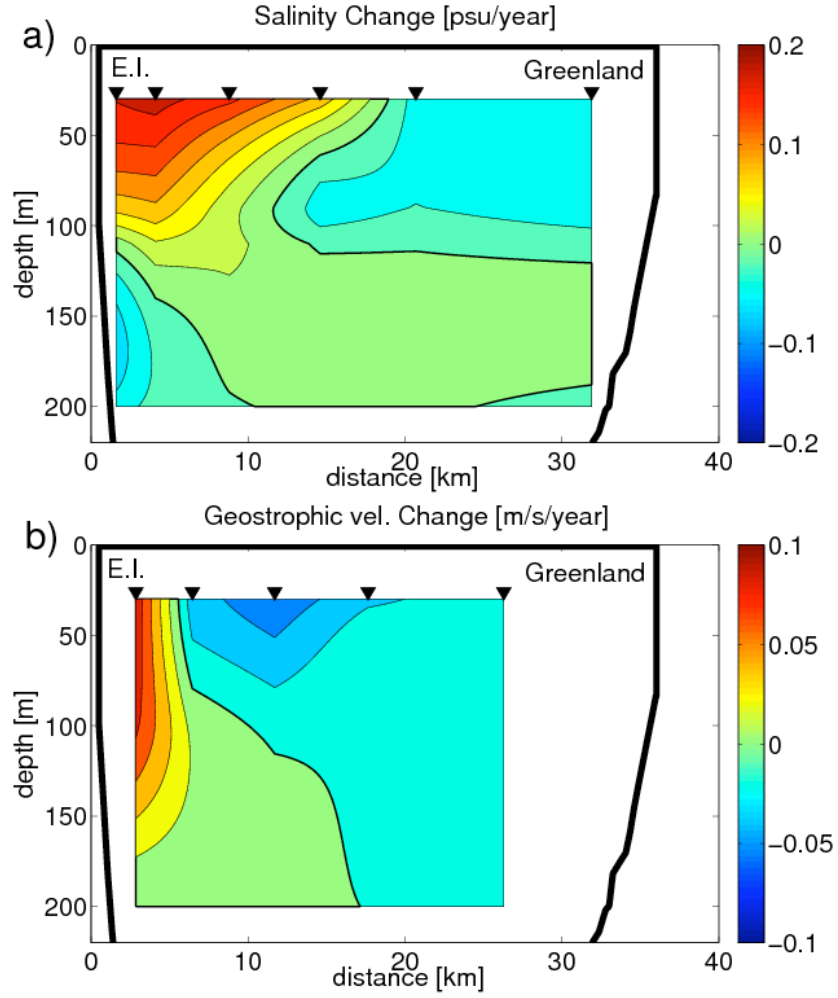 Salinity Change [psu/year]
a)
E.I.
Greenland
0
50
100
150
200
depth [m]
0
10
20
30
40
distance [km]
0.2
0.1
0
−0.1
−0.2
Geostrophic vel. Change [m/s/year]
b)
E.I.
Greenland
0
50
100
150
200
depth [m]
0
10
20
30
40
distance [km]
0.1
0.05
0
−0.05
−0.1